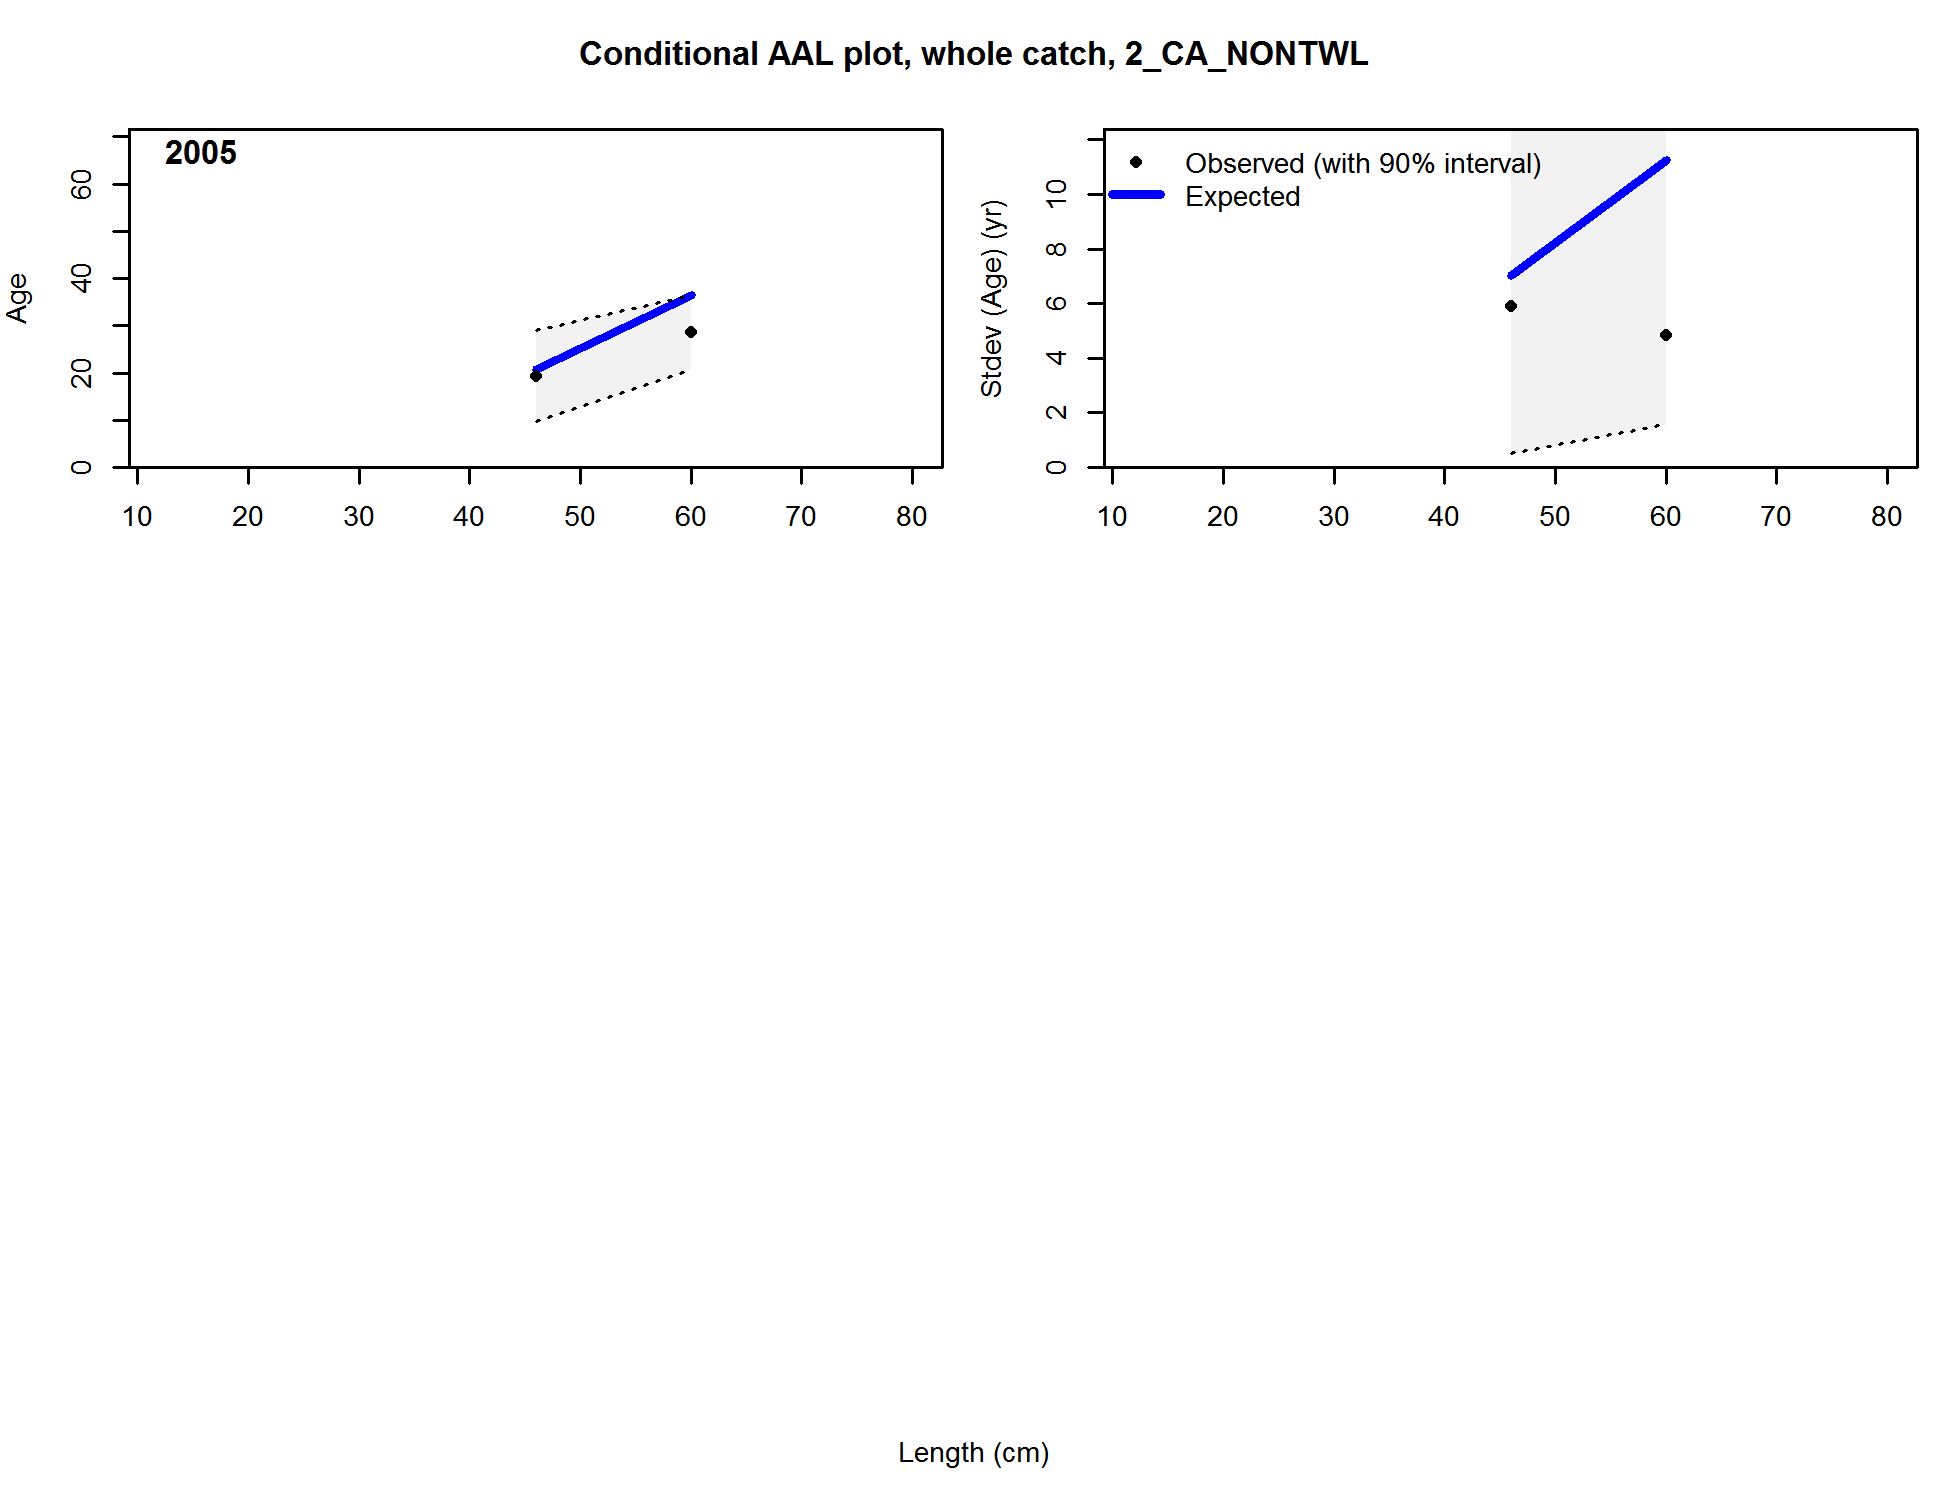 Conditional AAL plot, whole catch, 2_CA_NONTWL
2005
Age
0 20 40 60
10 20 30 40 50 60 70 80
Observed (with 90% interval)
Expected
Stdev (Age) (yr)
0 2 4 6 8 10
10 20 30 40 50 60 70 80
Length (cm)